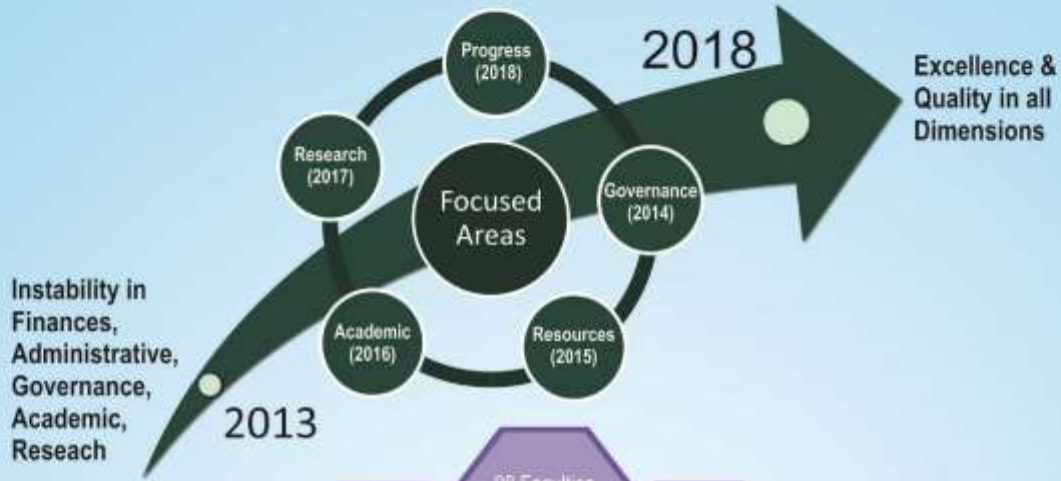 Progress
(2018)
2018
Excellence &
Quality in all
Dimensions
Research
(2017)
Focused
Areas
Governance
(2014)
Instability in
Finances,
Administrative,
Governance,
Academic,
Reseach
Academic
(2016)
Resources
(2015)
2013